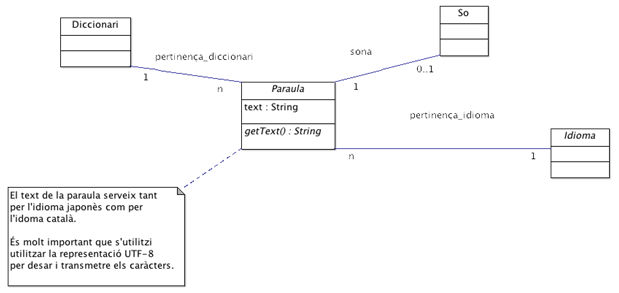 Diccionari
So
pertinença_diccionari
sona
1
n
1
0..1
Paraula
text : String
getText() : String
pertinença_idioma
n
1
Idioma
El text de la paraula serveix tant
per l'idioma japonès com per
l'idoma català.
És molt important que s'utilitzi
utilitzar la representació UTF-8
per desar i transmetre els caràcters.